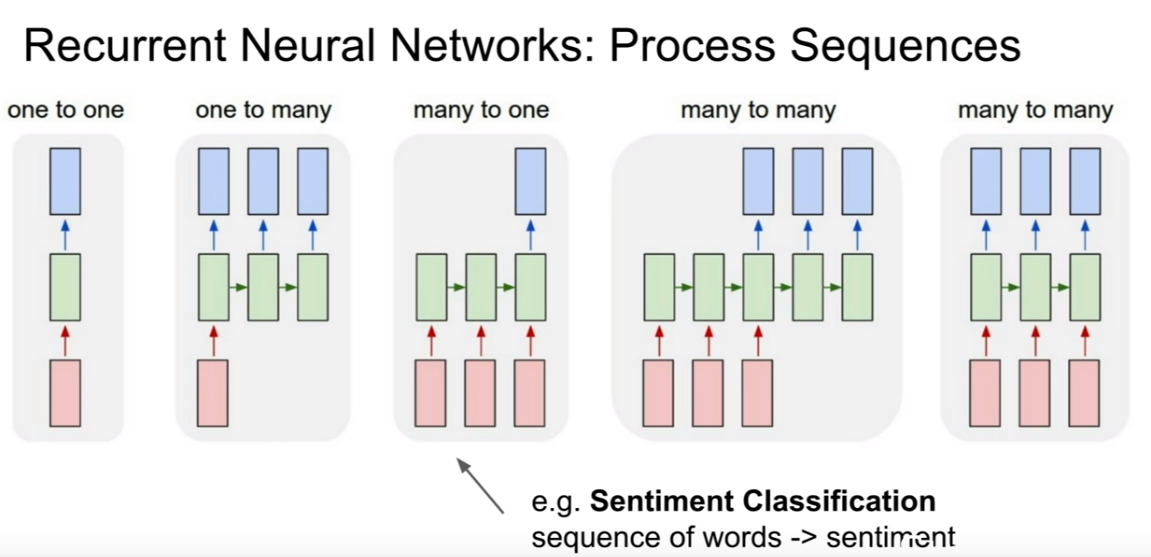 Recurrent Neural Networks: Process Sequences
one to one
one to many
many to one
many to many
many to many
e.g. Sentiment Classification
sequence of words -> sentiment